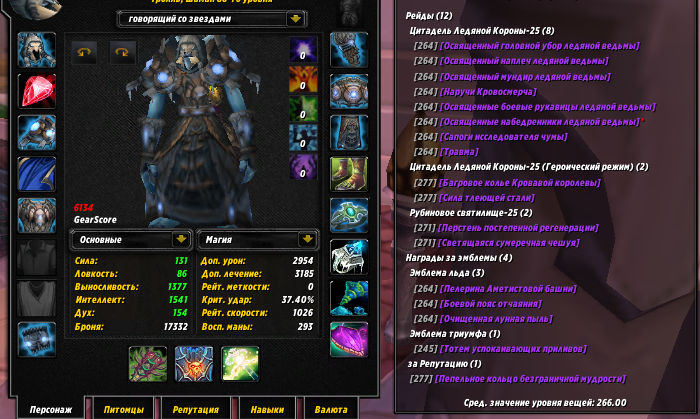 говорящий со звездами
0
0
0
0
0
6134
GearScore
Основные
Магия
Сила: 131
Ловкость: 86
Выносливость: 1377
Интеллект: 1541
Дух: 154
Броня: 17332
Доп. урон: 2954
Доп. лечение: 3185
Рейт. меткости: 0
Крит. удар: 37.40%
Рейт. скорости: 1026
Восп. маны: 293
Персонаж
Питомцы
Репутация
Навыки
Валюта
Рейды (12)
Цитадель Ледяной Короны-25 (8)
[264] [Освященный головной убор ледяной ведьмы]
[264] [Освященный наплеч ледяной ведьмы]
[264] [Освященный мундир ледяной ведьмы]
[264] [Наручи Кровосмерча]
[264] [Освященные боевые рукавицы ледяной ведьмы]
[264] [Освященные набедренники ледяной ведьмы]*
[264] [Сапоги исследователя чумы]
[264] [Травма]
Цитадель Ледяной Короны-25 (Героический режим) (2)
[277] [Багровое колье Кровавой королевы]
[277] [Сила тлеющей стали]
Рубиновое святилище-25 (2)
[271] [Перстень постепенной регенерации]
[271] [Светящаяся сумеречная чешуя]
Награды за эмблемы (4)
Эмблема льда (3)
[264] [Пелерина Аметистовой башни]
[264] [Боевой пояс отчаяния]
[264] [Очищенная лунная пыль]
Эмблема триумфа (1)
[245] [Тотем успокаивающих приливов]
за Репутацию (1)
[277] [Пепельное кольцо безграничной мудрости]
Сред. значение уровня вещей: 266.00